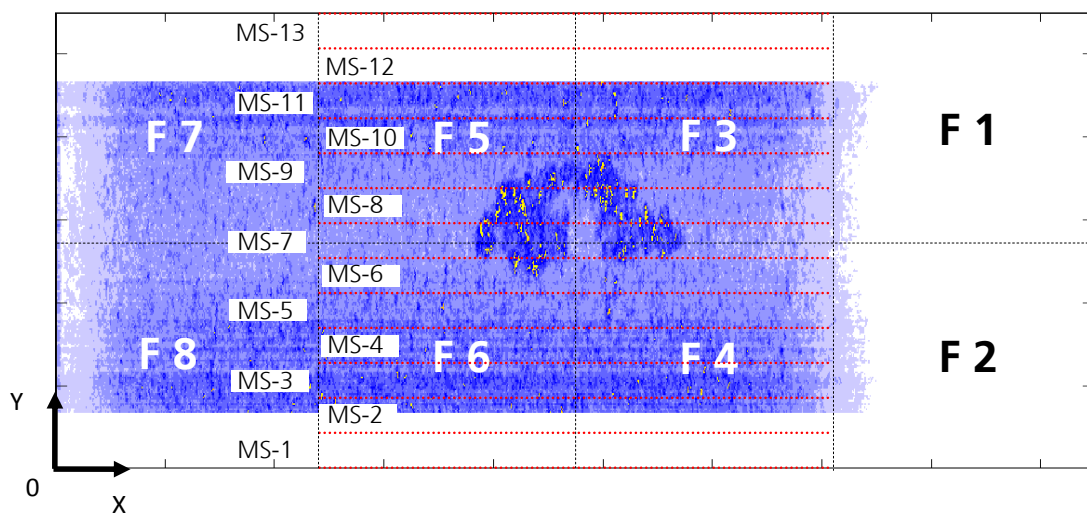 MS-13
MS-12
MS-11
F 7
MS-10
F 5
F 3
F 1
MS-9
MS-8
MS-7
MS-6
MS-5
F 8
MS-4
F 6
F 4
F 2
MS-3
MS-2
MS-1
Y
0
X